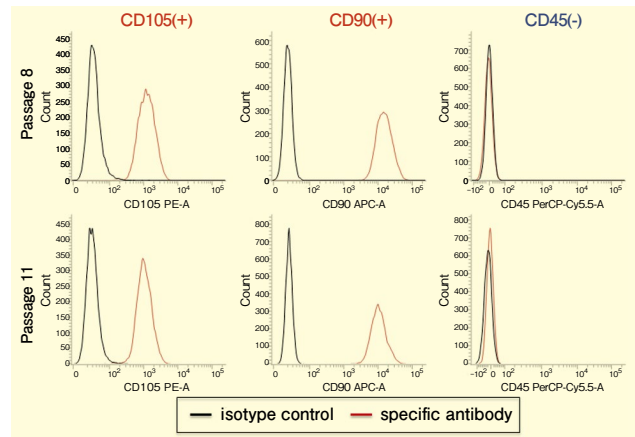 CD105(+) CD90(+) CD45(-)
Passage 8
Count
450
400
350
300
250
200
150
100
50
0
0 10² 10³ 10⁴ 10⁵
CD105 PE-A
Count
600
500
400
300
200
100
0
0 10² 10³ 10⁴ 10⁵
CD90 APC-A
Count
700
600
500
400
300
200
100
0
-10² 0 10² 10³ 10⁴ 10⁵
CD45 PerCP-Cy5.5-A
Passage 11
Count
450
400
350
300
250
200
150
100
50
0
0 10² 10³ 10⁴ 10⁵
CD105 PE-A
Count
800
700
600
500
400
300
200
100
0
0 10² 10³ 10⁴ 10⁵
CD90 APC-A
Count
800
700
600
500
400
300
200
100
0
-10² 0 10² 10³ 10⁴ 10⁵
CD45 PerCP-Cy5.5-A
isotype control specific antibody